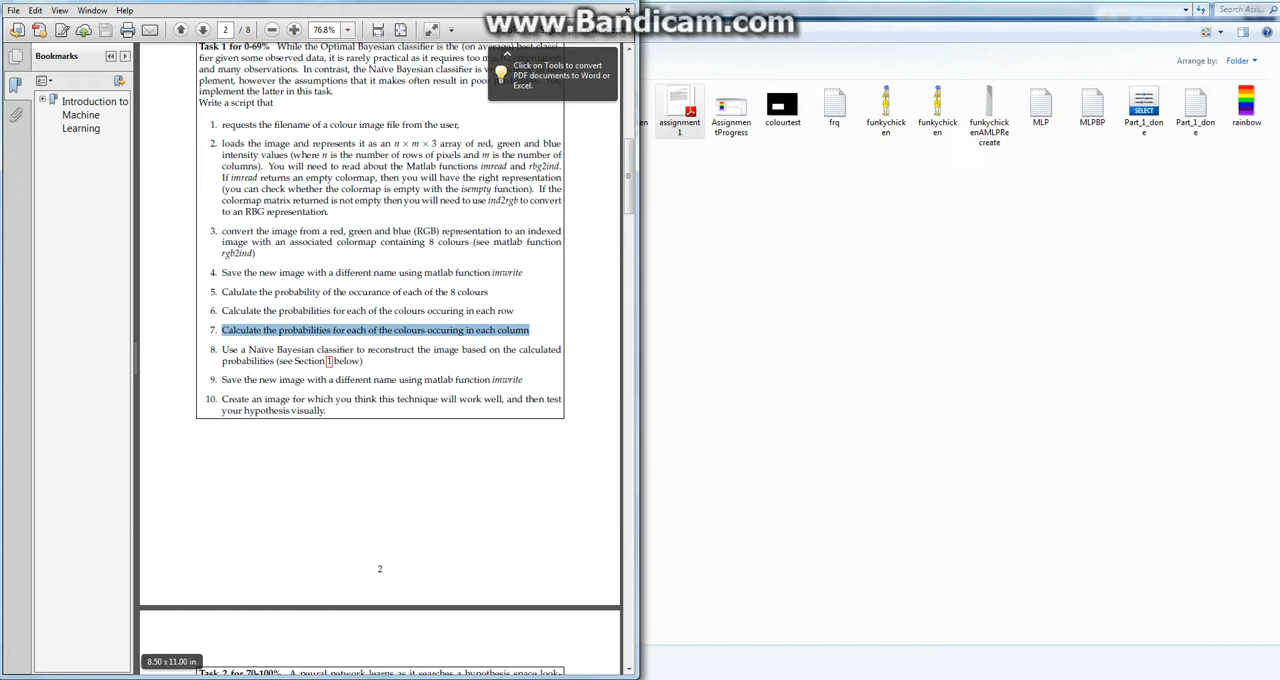 www.Bandicam.com
File Edit View Window Help
Search Assi...
2 / 8 76.8%
Bookmarks
Introduction to
Machine
Learning
Click on Tools to convert
PDF documents to Word or
Excel.
Arrange by: Folder
Task 1 for 0-69% While the Optimal Bayesian classifier is the (on average) best classi-
fier given some observed data, it is rarely practical as it requires too much
and many observations. In contrast, the Naïve Bayesian classifier is
plement, however the assumptions that it makes often result in poor
implement the latter in this task.
Write a script that
1. requests the filename of a colour image file from the user,
2. loads the image and represents it as an n × m × 3 array of red, green and blue
intensity values (where n is the number of rows of pixels and m is the number of
columns). You will need to read about the Matlab functions imread and rbg2ind.
If imread returns an empty colormap, then you will have the right representation
(you can check whether the colormap is empty with the isempty function). If the
colormap matrix returned is not empty then you will need to use ind2rgb to convert
to an RBG representation.
3. convert the image from a red, green and blue (RGB) representation to an indexed
image with an associated colormap containing 8 colours (see matlab function
rgb2ind)
4. Save the new image with a different name using matlab function imwrite
5. Calulate the probability of the occurance of each of the 8 colours
6. Calculate the probabilities for each of the colours occuring in each row
7. Calculate the probabilities for each of the colours occuring in each column
8. Use a Naïve Bayesian classifier to reconstruct the image based on the calculated
probabilities (see Section 1 below)
9. Save the new image with a different name using matlab function imwrite
10. Create an image for which you think this technique will work well, and then test
your hypothesis visually.
2
8.50 x 11.00 in
Task 2 for 70-100% A neural network learns as it searches a hypothesis space look-
assignment
1
Assignment
Progress
colourtest
frq
funkychick
en
funkychick
en
funkychick
enAMLPRe
create
MLP
MLPBP
SELECT
Part_1_don
e
Part_1_don
e
rainbow